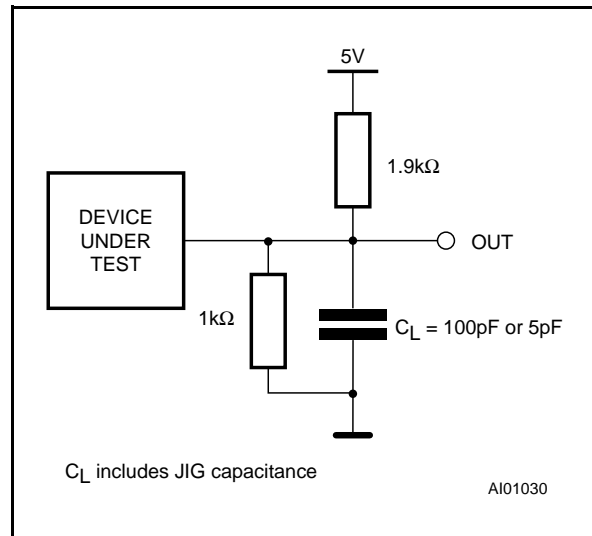 5V
1.9kΩ
DEVICE
UNDER
TEST
OUT
1kΩ
CL = 100pF or 5pF
CL includes JIG capacitance
AI01030